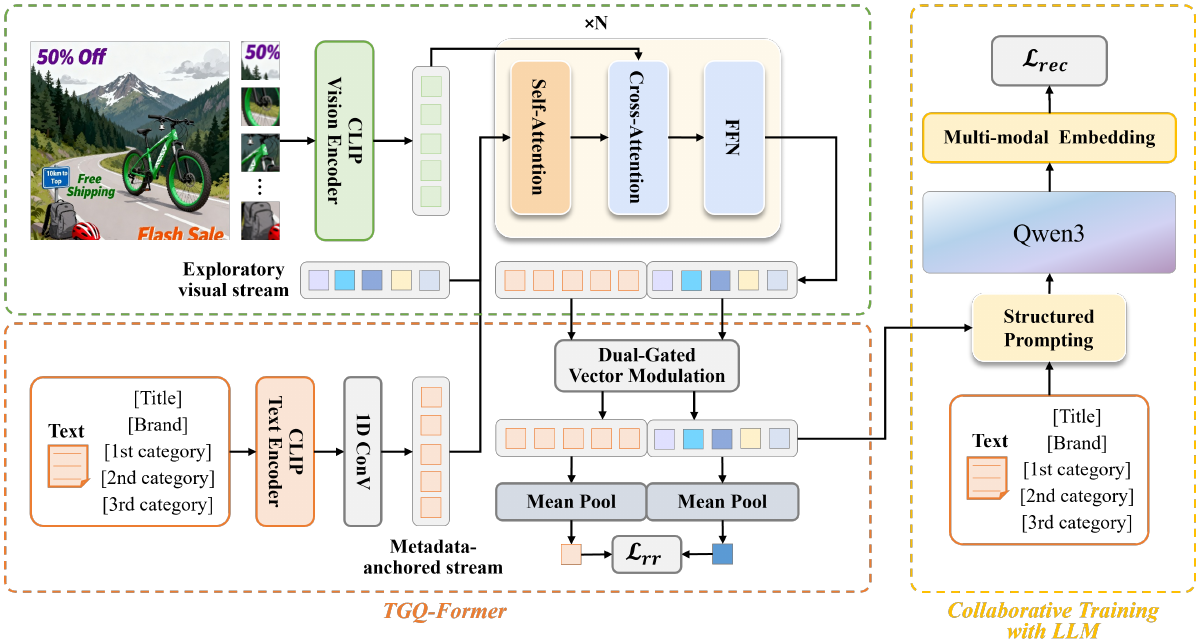 ×N
50% Off
50%
10km to
Top
Free
Shipping
Flash Sale
CLIP
Vision Encoder
Self-Attention
Cross-Attention
FFN
Exploratory
visual stream
Text
[Title]
[Brand]
[1st category]
[2nd category]
[3rd category]
CLIP
Text Encoder
1D ConV
Metadata-
anchored stream
Dual-Gated
Vector Modulation
Mean Pool
Mean Pool
ℒrr
TGQ-Former
ℒrec
Multi-modal Embedding
Qwen3
Structured
Prompting
Text
[Title]
[Brand]
[1st category]
[2nd category]
[3rd category]
Collaborative Training
with LLM